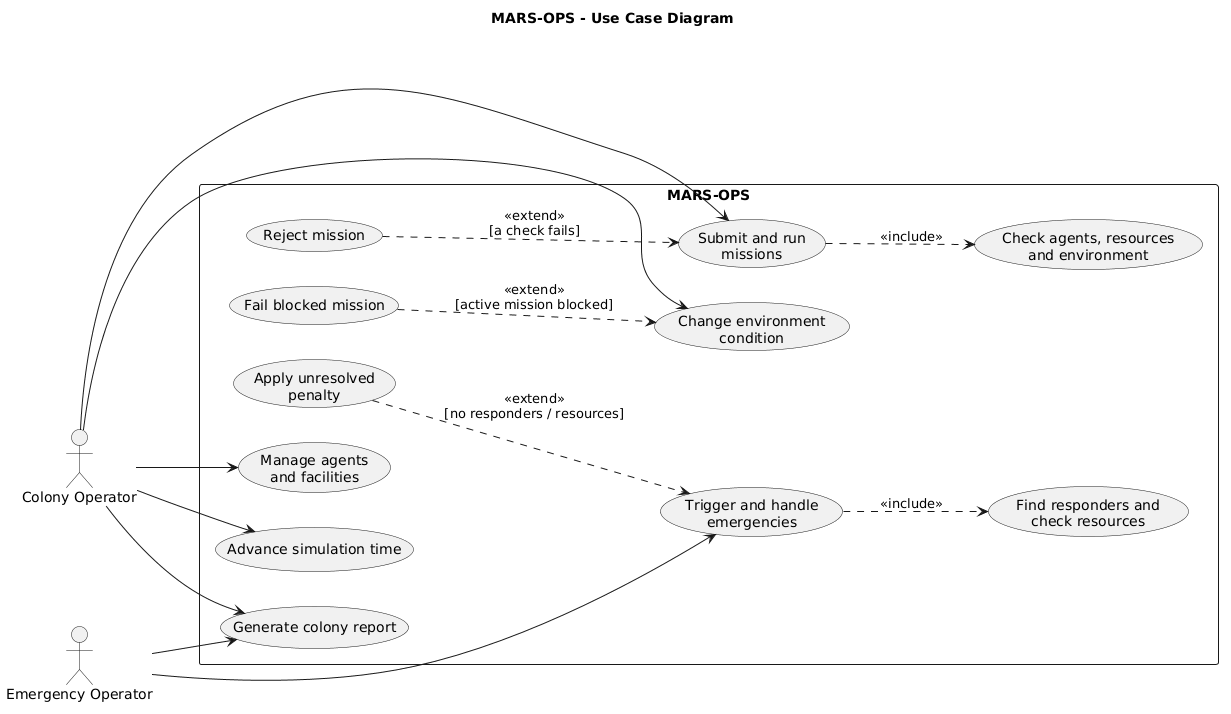 MARS-OPS - Use Case Diagram
MARS-OPS
Reject mission
«extend»
[a check fails]
Submit and run
missions
«include»
Check agents, resources
and environment
Fail blocked mission
«extend»
[active mission blocked]
Change environment
condition
Apply unresolved
penalty
«extend»
[no responders / resources]
Manage agents
and facilities
Colony Operator
Trigger and handle
emergencies
«include»
Find responders and
check resources
Advance simulation time
Generate colony report
Emergency Operator